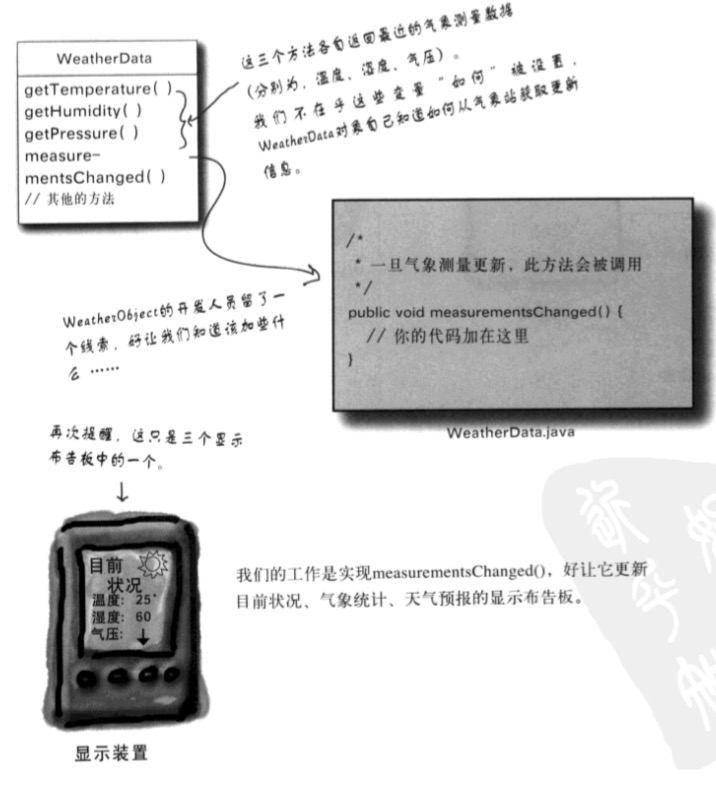 WeatherData
getTemperature( )
getHumidity( )
getPressure( )
measure-
mentsChanged( )
// 其他的方法
这三个方法各自返回最近的气象测量数据
(分别为,温度、湿度、气压)。
我们不在乎这些变量“如何”被设置,
WeatherData对象自己知道如何从气象站获取更新
信息。
/*
* 一旦气象测量更新,此方法会被调用
*/
public void measurementsChanged() {
// 你的代码加在这里
}
WeatherData.java
WeatherObject的开发人员留了一
个线索,好让我们知道该加些什
么 ……
再次提醒,这只是三个显示
布告板中的一个。
目前
状况
温度: 25°
湿度: 60
气压:
显示装置
我们的工作是实现measurementsChanged(),好让它更新
目前状况、气象统计、天气预报的显示布告板。